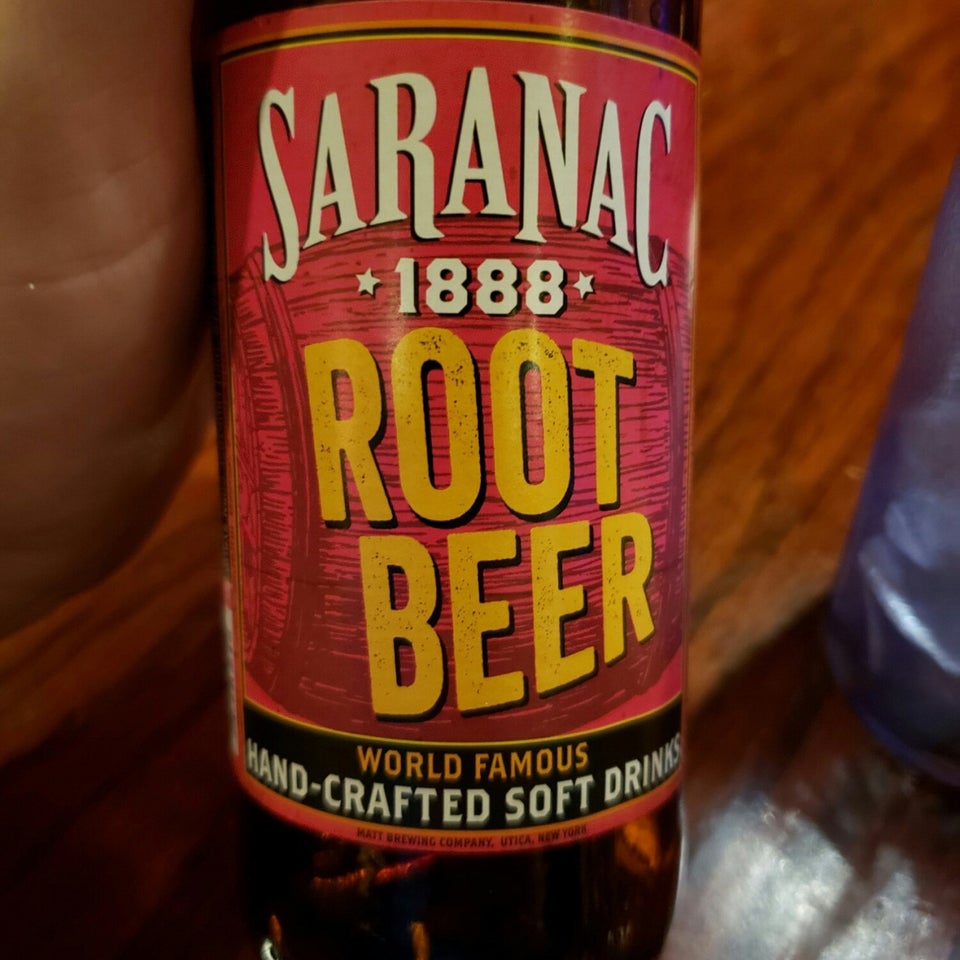 SARANAC
1888
ROOT
BEER
WORLD FAMOUS
HAND-CRAFTED SOFT DRINKS
MATT BREWING COMPANY, UTICA, NEW YORK